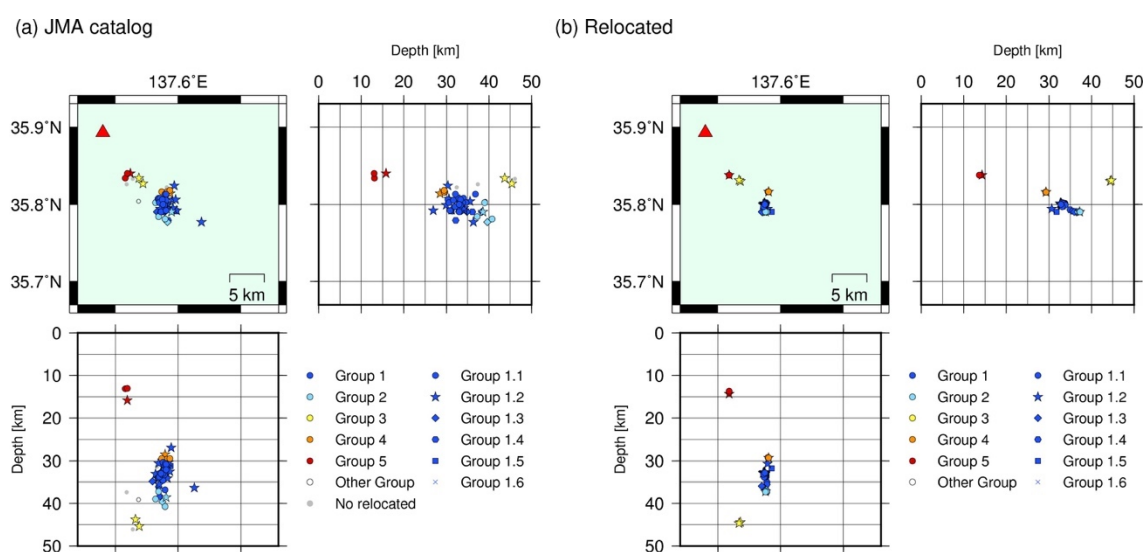 (a) JMA catalog
(b) Relocated
Depth [km]
137.6˚E
0 10 20 30 40 50
35.9˚N
35.8˚N
35.7˚N
5 km
0
10
20
30
40
50
Depth [km]
Group 1 Group 1.1
Group 2 Group 1.2
Group 3 Group 1.3
Group 4 Group 1.4
Group 5 Group 1.5
Other Group Group 1.6
No relocated
Depth [km]
137.6˚E
0 10 20 30 40 50
35.9˚N
35.8˚N
35.7˚N
5 km
0
10
20
30
40
50
Depth [km]
Group 1 Group 1.1
Group 2 Group 1.2
Group 3 Group 1.3
Group 4 Group 1.4
Group 5 Group 1.5
Other Group Group 1.6
No relocated